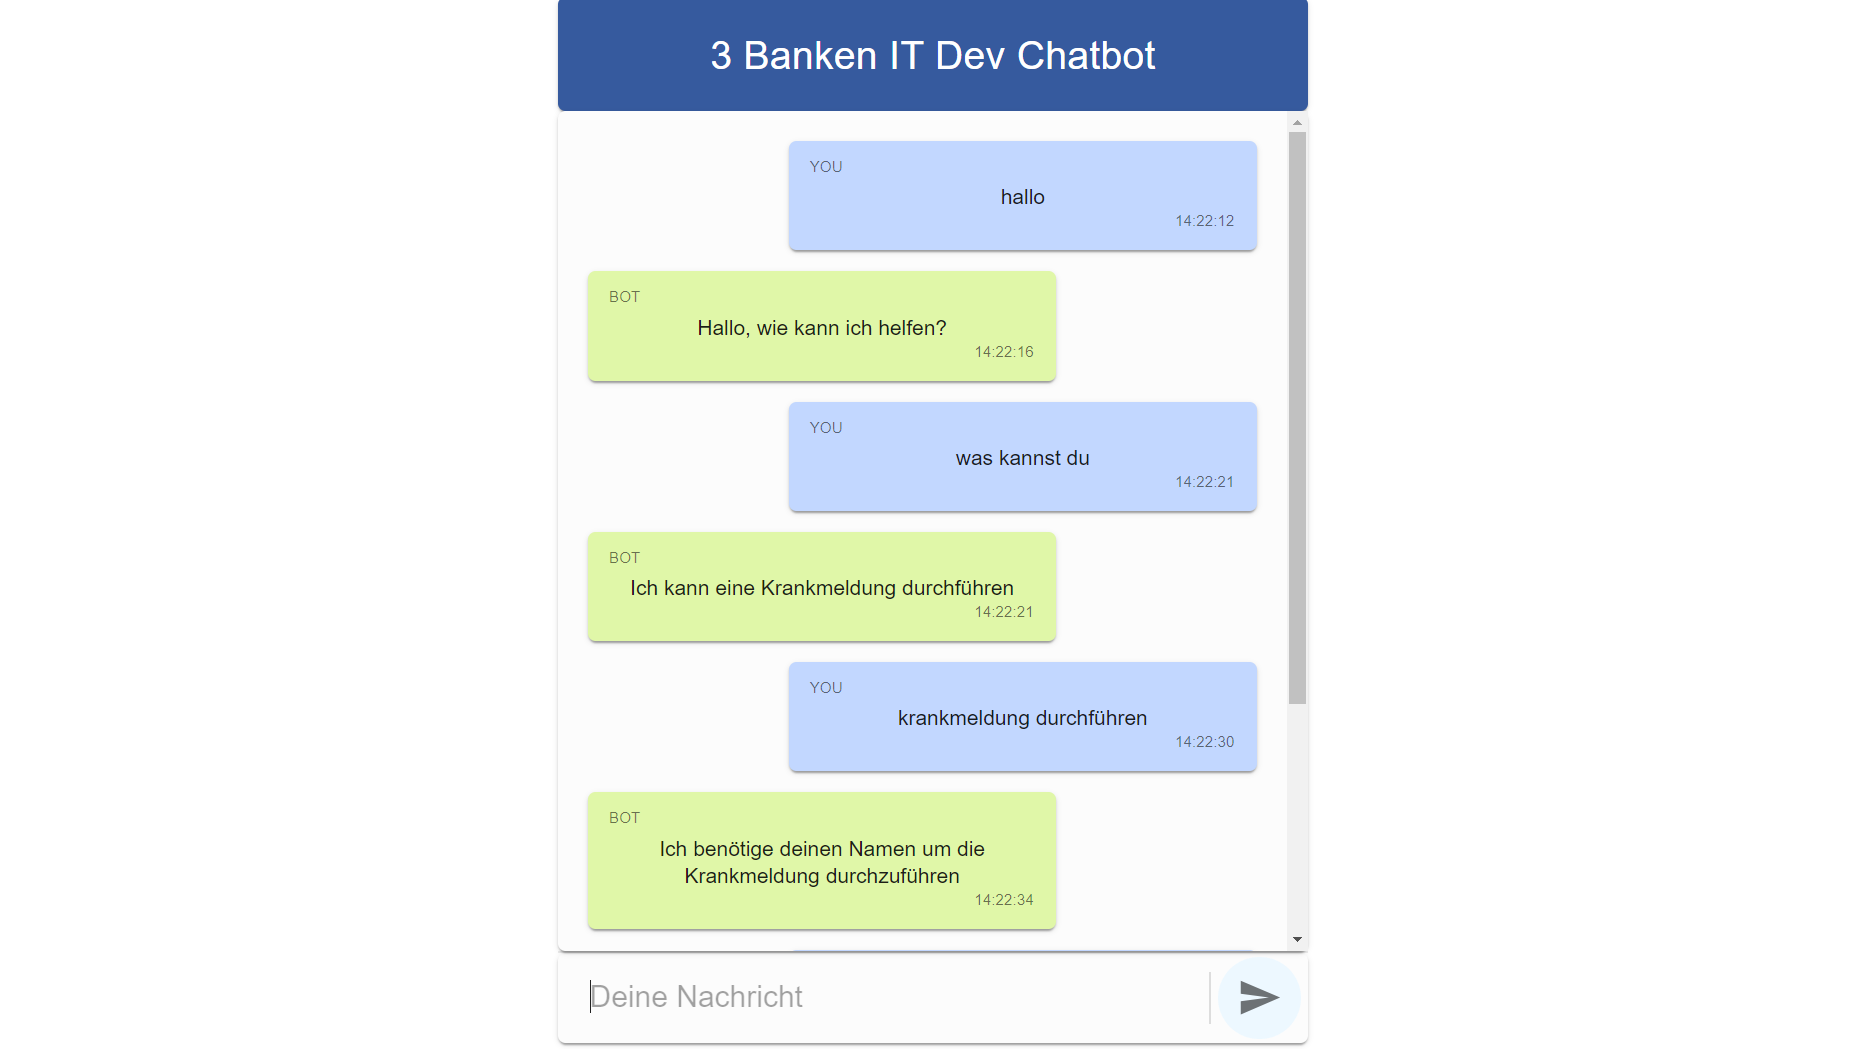 3 Banken IT Dev Chatbot
YOU
hallo
14:22:12
BOT
Hallo, wie kann ich helfen?
14:22:16
YOU
was kannst du
14:22:21
BOT
Ich kann eine Krankmeldung durchführen
14:22:21
YOU
krankmeldung durchführen
14:22:30
BOT
Ich benötige deinen Namen um die
Krankmeldung durchzuführen
14:22:34
Deine Nachricht